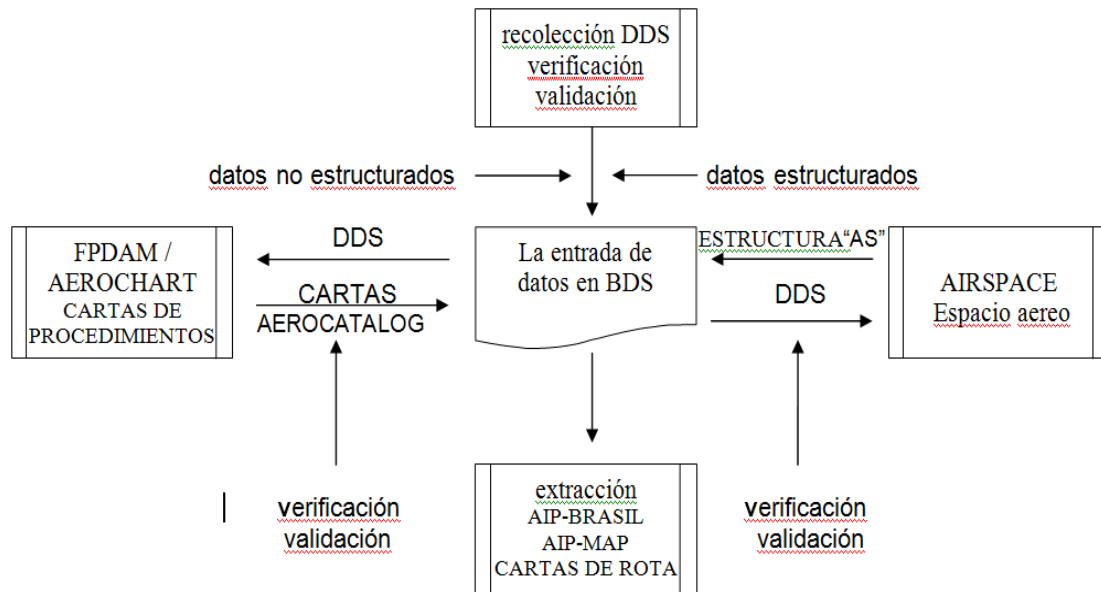 recolección DDS
verificación
validación
datos no estructurados
datos estructurados
FPDAM /
AEROCHART
CARTAS DE
PROCEDIMIENTOS
DDS
CARTAS
AEROCATALOG
La entrada de
datos en BDS
ESTRUCTURA“AS”
DDS
AIRSPACE
Espacio aereo
verificación
validación
extracción
AIP-BRASIL
AIP-MAP
CARTAS DE ROTA
verificación
validación